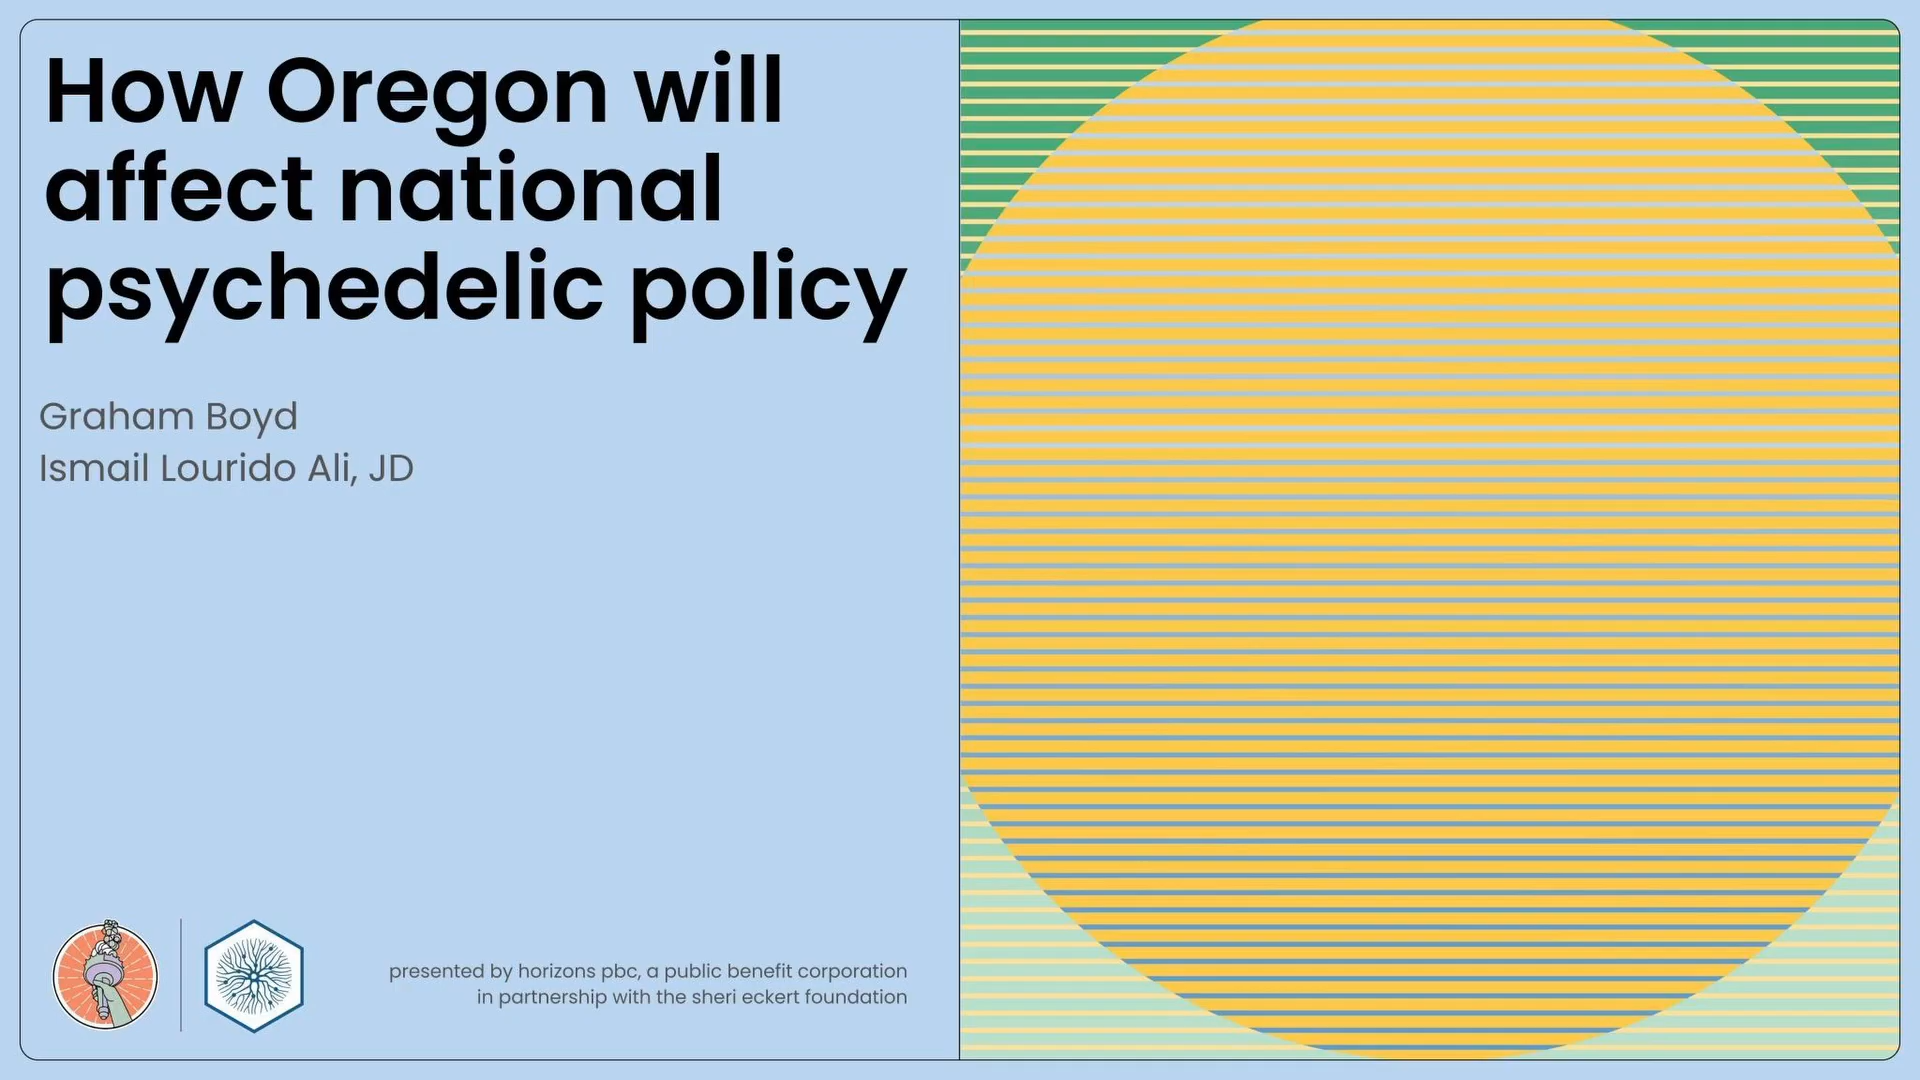 How Oregon will
affect national
psychedelic policy
Graham Boyd
Ismail Lourido Ali, JD
presented by horizons pbc, a public benefit corporation
in partnership with the sheri eckert foundation